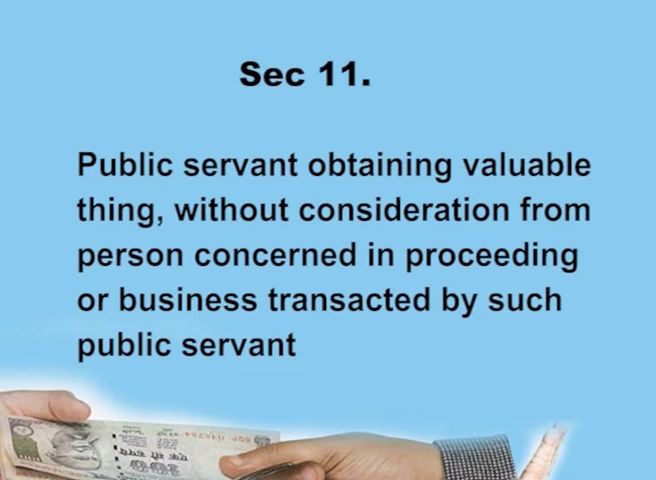 Sec 11.
Public servant obtaining valuable
thing, without consideration from
person concerned in proceeding
or business transacted by such
public servant